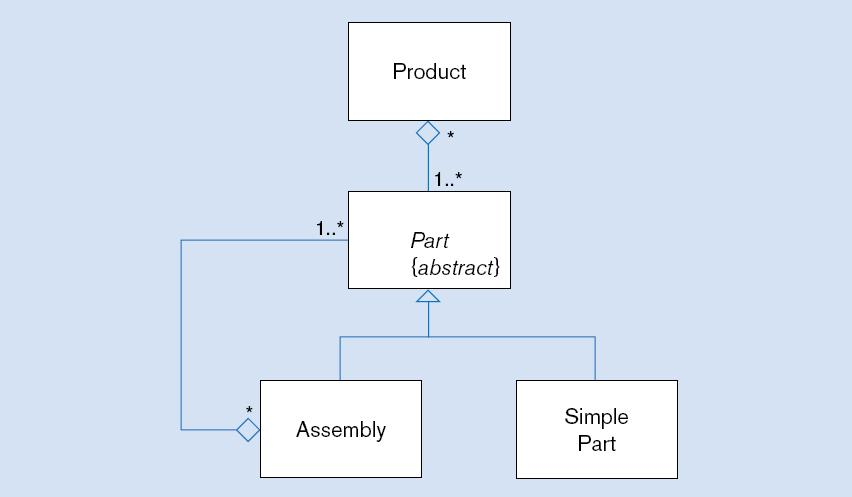 Product
*
1..*
1..*
Part
{abstract}
*
Assembly
Simple
Part